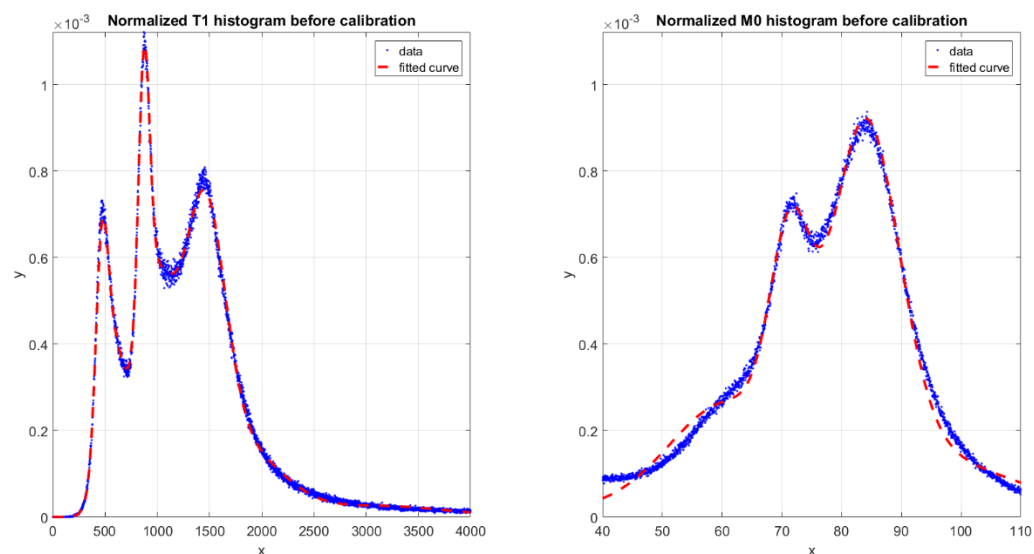 Normalized T1 histogram before calibration
×10⁻³
1
0.8
0.6
0.4
0.2
0
y
0 500 1000 1500 2000 2500 3000 3500 4000
x
data
fitted curve
Normalized M0 histogram before calibration
×10⁻³
1
0.8
0.6
0.4
0.2
0
y
40 50 60 70 80 90 100 110
x
data
fitted curve